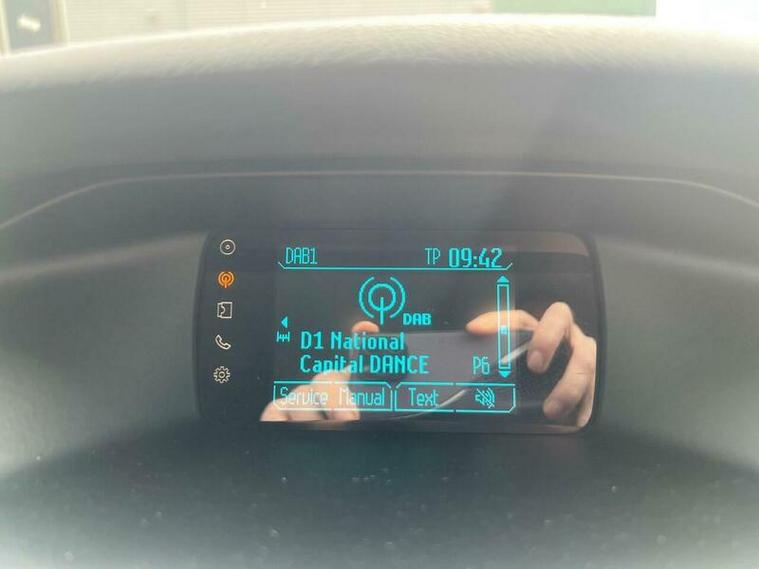 DAB1 TP 09:42
DAB
D1 National
Capital DANCE P6
Service Manual Text